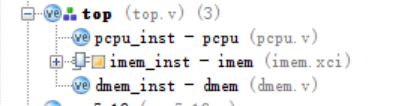 top (top.v) (3)
pcpu_inst - pcpu (pcpu.v)
imem_inst - imem (imem.xci)
dmem_inst - dmem (dmem.v)